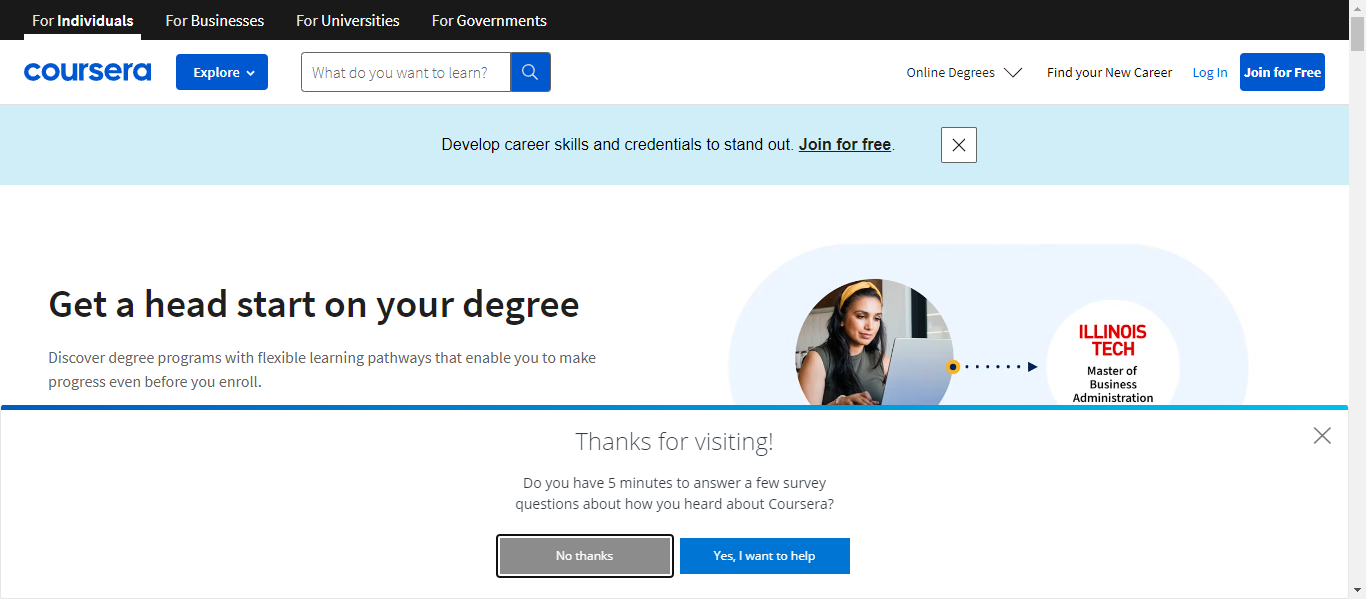 For Individuals For Businesses For Universities For Governments
coursera Explore What do you want to learn? Online Degrees Find your New Career Log In Join for Free
Develop career skills and credentials to stand out. Join for free.
Get a head start on your degree
Discover degree programs with flexible learning pathways that enable you to make
progress even before you enroll.
ILLINOIS
TECH
Master of
Business
Administration
Thanks for visiting!
Do you have 5 minutes to answer a few survey
questions about how you heard about Coursera?
No thanks Yes, I want to help